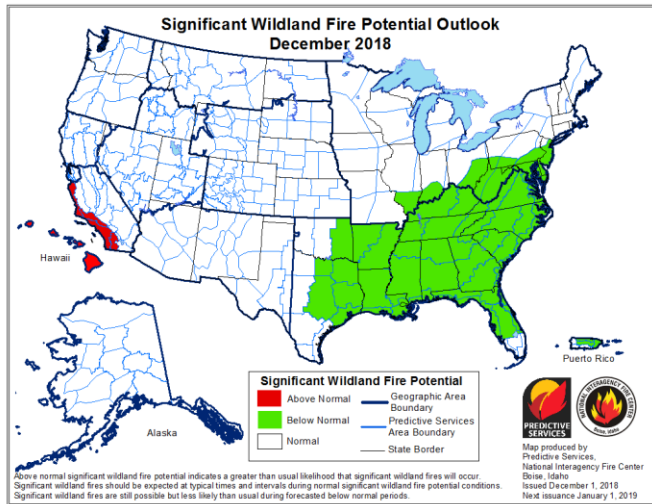 Significant Wildland Fire Potential Outlook
December 2018
Hawaii
Alaska
Puerto Rico
Significant Wildland Fire Potential
Above Normal
Below Normal
Normal
Geographic Area
Boundary
Predictive Services
Area Boundary
State Border
PREDICTIVE
SERVICES
NATIONAL INTERAGENCY FIRE CENTER
Boise, Idaho
Map produced by
Predictive Services,
National Interagency Fire Center
Boise, Idaho
Issued December 1, 2018
Next issuance January 1, 2019
Above normal significant wildland fire potential indicates a greater than usual likelihood that significant wildland fires will occur.
Significant wildland fires should be expected at typical times and intervals during normal significant wildland fire potential conditions.
Significant wildland fires are still possible but less likely than usual during forecasted below normal periods.